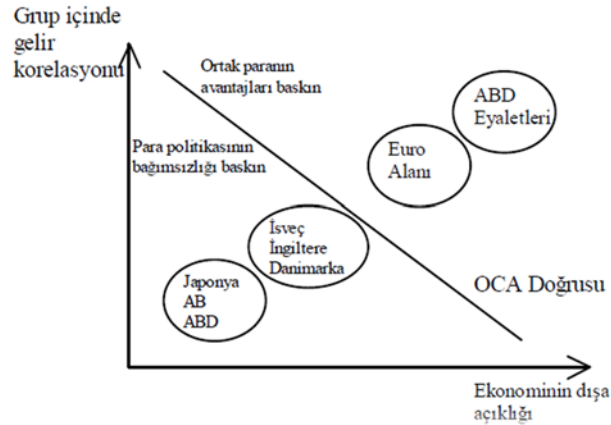 Grup içinde
gelir
korelasyonu
Ortak paranın
avantajları baskın
Para politikasının
bağımsızlığı baskın
ABD
Eyaletleri
Euro
Alanı
İsveç
İngiltere
Danimarka
Japonya
AB
ABD
OCA Doğrusu
Ekonominin dışa
açıklığı